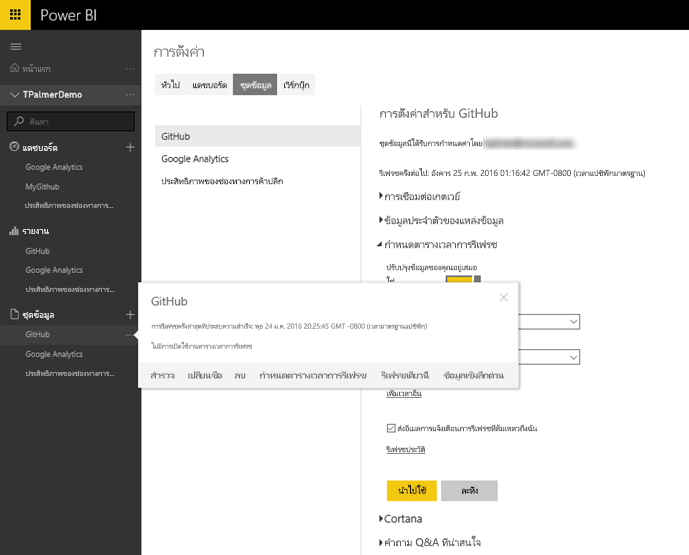 Power BI
หน้าแรก
TPalmerDemo
ค้นหา
แดชบอร์ด
Google Analytics
MyGithub
ประสิทธิภาพของช่องทางการ...
รายงาน
GitHub
Google Analytics
ประสิทธิภาพของช่องทางการ...
ชุดข้อมูล
GitHub
Google Analytics
ประสิทธิภาพของช่องทางการ...
การตั้งค่า
ทั่วไป แดชบอร์ด ชุดข้อมูล เวิร์กบุ๊ก
GitHub
Google Analytics
ประสิทธิภาพของช่องทางการค้าปลีก
การตั้งค่าสำหรับ GitHub
ชุดข้อมูลนี้ได้รับการกำหนดค่าโดย
รีเฟรชครั้งต่อไป: อังคาร 25 ก.พ. 2016 01:16:42 GMT-0800 (เวลาแปซิฟิกมาตรฐาน)
การเชื่อมต่อเกตเวย์
ข้อมูลประจำตัวของแหล่งข้อมูล
กำหนดตารางเวลาการรีเฟรช
ปรับปรุงข้อมูลของคุณอยู่เสมอ
GitHub
การรีเฟรชครั้งล่าสุดที่ประสบความสำเร็จ: พุธ 24 ม.ค. 2016 20:25:45 GMT -0800 (เวลามาตรฐานแปซิฟิก)
ไม่มีการเปิดใช้งานตารางเวลาการรีเฟรช
สำรวจ เปลี่ยนชื่อ ลบ กำหนดตารางเวลาการรีเฟรช รีเฟรชเดี๋ยวนี้ ข้อมูลเชิงลึกด่วน
เพิ่มเวลาอื่น
ส่งอีเมลการแจ้งเตือนการรีเฟรชที่ล้มเหลวถึงฉัน
รีเฟรชประวัติ
นำไปใช้ ละทิ้ง
Cortana
คำถาม Q&A ที่น่าสนใจ